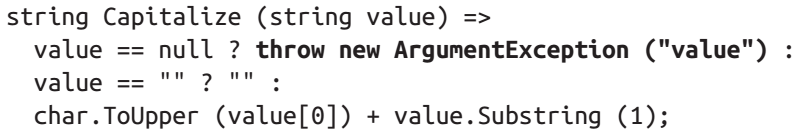 string Capitalize (string value) =>
  value == null ? throw new ArgumentException ("value") :
  value == "" ? "" :
  char.ToUpper (value[0]) + value.Substring (1);